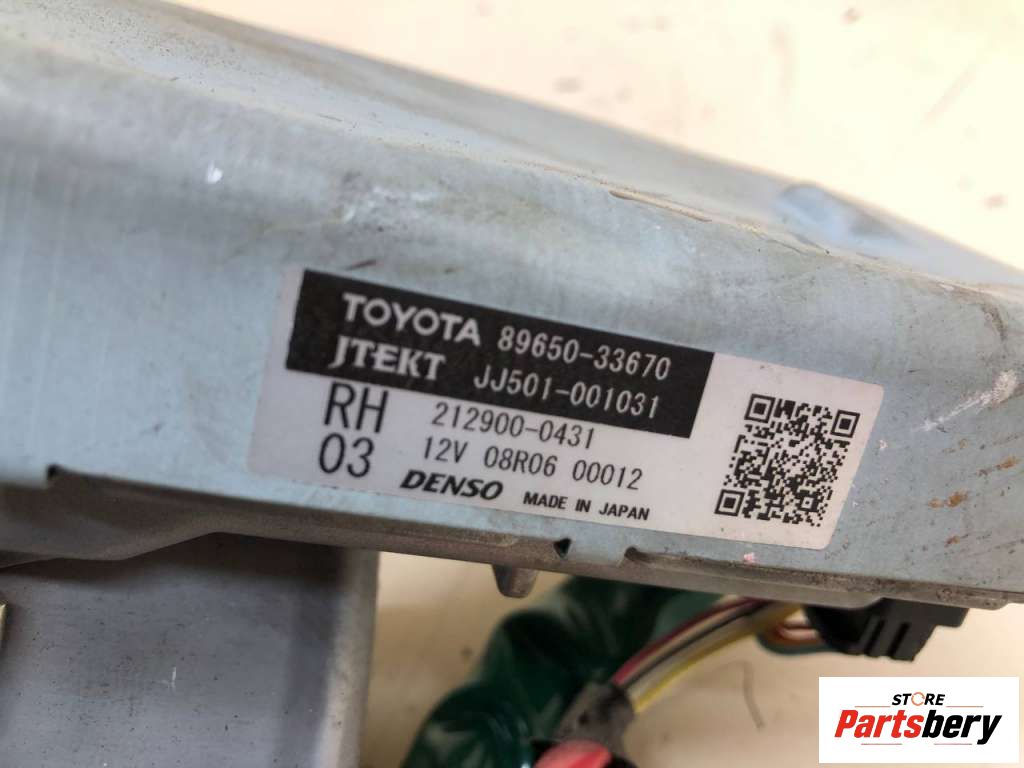 TOYOTA 89650-33670
JTEKT JJ501-001031
RH 212900-0431
03 12V 08R06 00012
DENSO MADE IN JAPAN
STORE
Partsbery